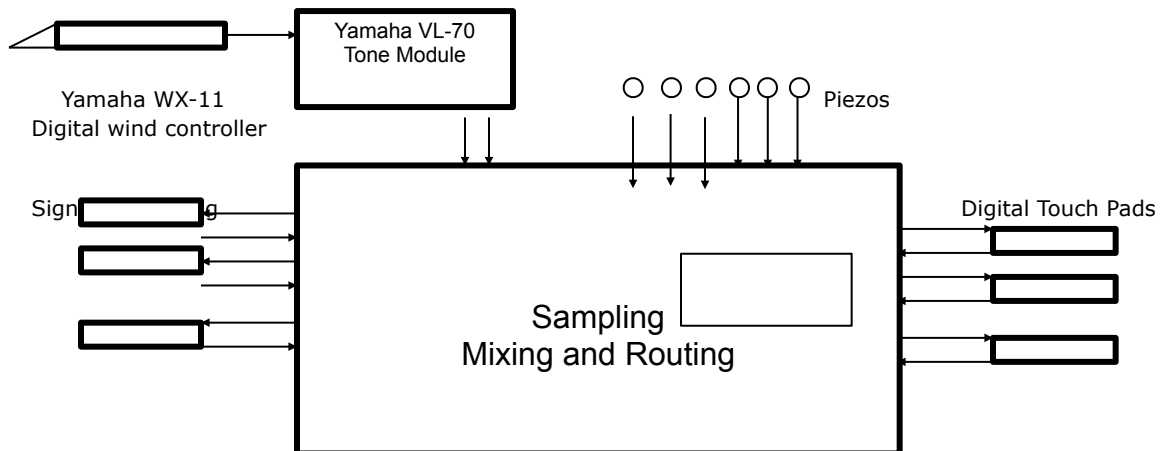 Yamaha VL-70
Tone Module
Yamaha WX-11
Digital wind controller
Piezos
Digital Touch Pads
Sampling
Mixing and Routing